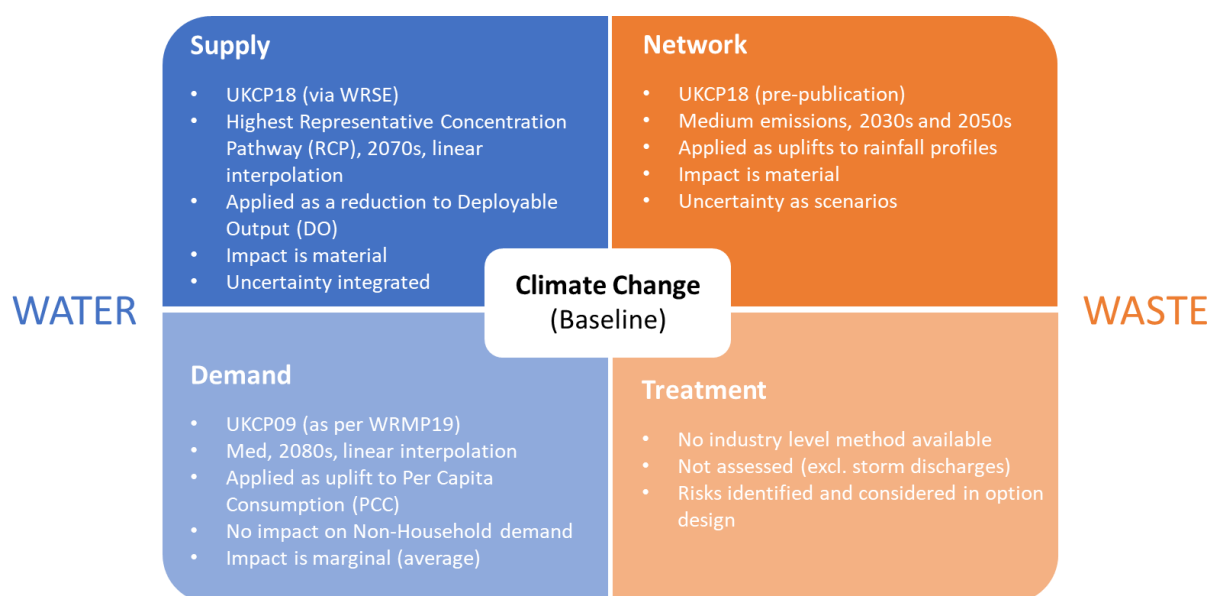 Supply
• UKCP18 (via WRSE)
• Highest Representative Concentration
Pathway (RCP), 2070s, linear
interpolation
• Applied as a reduction to Deployable
Output (DO)
• Impact is material
• Uncertainty integrated
Network
• UKCP18 (pre-publication)
• Medium emissions, 2030s and 2050s
• Applied as uplifts to rainfall profiles
• Impact is material
• Uncertainty as scenarios
WATER
Climate Change
(Baseline)
WASTE
Demand
• UKCP09 (as per WRMP19)
• Med, 2080s, linear interpolation
• Applied as uplift to Per Capita
Consumption (PCC)
• No impact on Non-Household demand
• Impact is marginal (average)
Treatment
• No industry level method available
• Not assessed (excl. storm discharges)
• Risks identified and considered in option
design